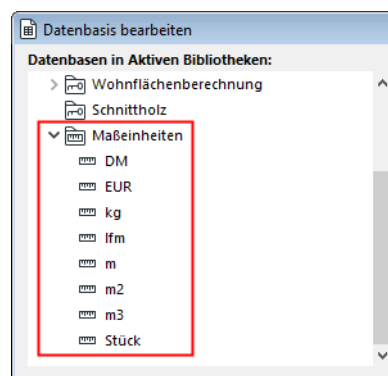 Datenbasis bearbeiten
Datenbasen in Aktiven Bibliotheken:
Wohnflächenberechnung
Schnittholz
Maßeinheiten
DM
EUR
kg
lfm
m
m2
m3
Stück